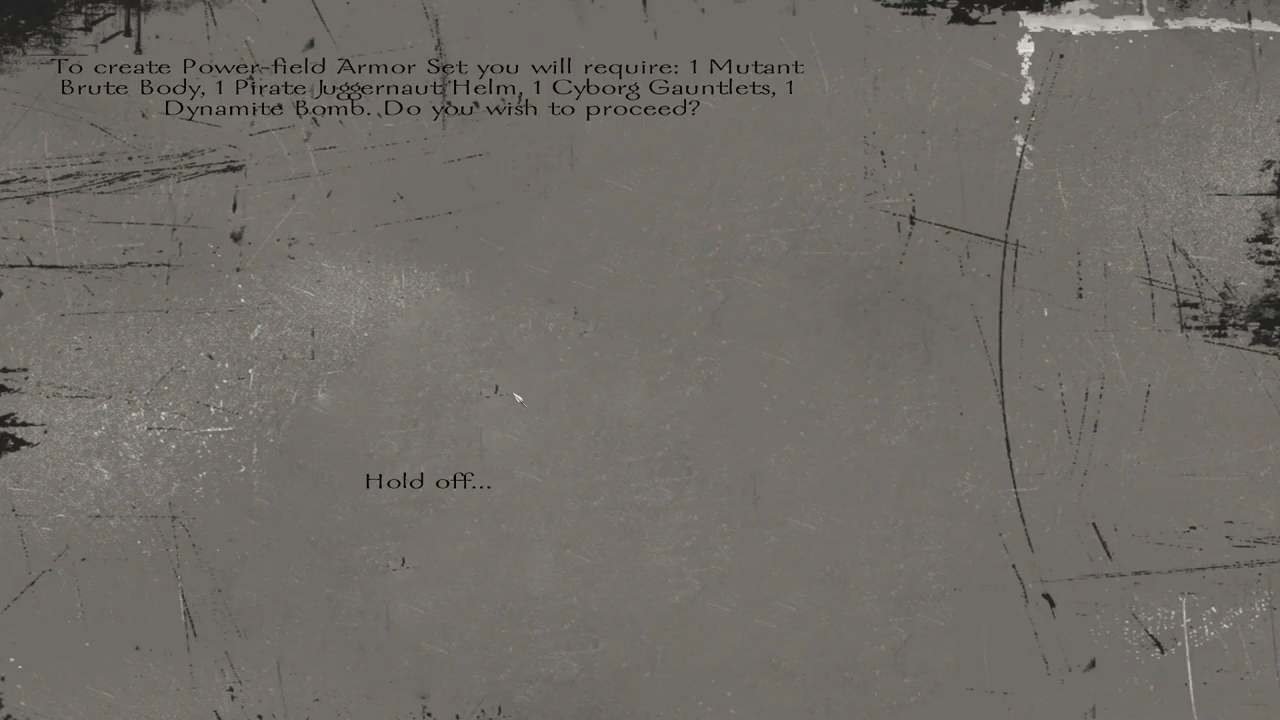 To create Power-field Armor Set you will require: 1 Mutant
Brute Body, 1 Pirate Juggernaut Helm, 1 Cyborg Gauntlets, 1
Dynamite Bomb. Do you wish to proceed?
Hold off...